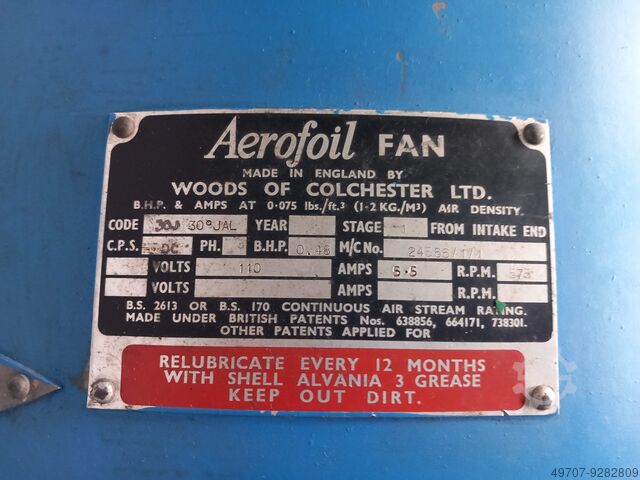 Aerofoil FAN
MADE IN ENGLAND BY
WOODS OF COLCHESTER LTD.
B.H.P. & AMPS AT 0·075 lbs./ft.³ (1·2 KG./M³) AIR DENSITY.
CODE 30J 30°JAL YEAR STAGE 1 FROM INTAKE END
C.P.S. DC PH. B.H.P. 0.48 M/C No.
VOLTS 110 AMPS 5.5 R.P.M.
VOLTS AMPS R.P.M.
B.S. 2613 OR B.S. 170 CONTINUOUS AIR STREAM RATING.
MADE UNDER BRITISH PATENTS Nos. 638856, 664171, 738301.
OTHER PATENTS APPLIED FOR
RELUBRICATE EVERY 12 MONTHS
WITH SHELL ALVANIA 3 GREASE
KEEP OUT DIRT.
49707-9282809